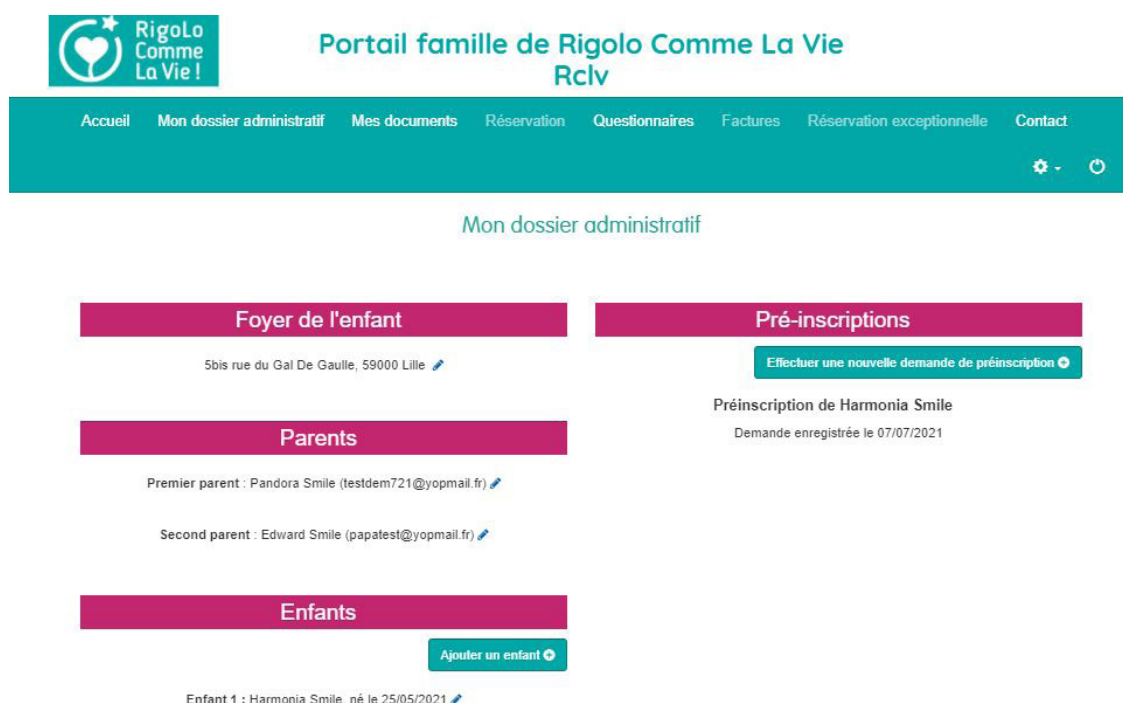 RigoLo
Comme
La Vie !
Portail famille de Rigolo Comme La Vie
Rclv
Accueil Mon dossier administratif Mes documents Réservation Questionnaires Factures Réservation exceptionnelle Contact
Mon dossier administratif
Foyer de l'enfant
5bis rue du Gal De Gaulle, 59000 Lille
Parents
Premier parent : Pandora Smile (testdem721@yopmail.fr)
Second parent : Edward Smile (papatest@yopmail.fr)
Enfants
Ajouter un enfant
Enfant 1 : Harmonia Smile, né le 25/05/2021
Pré-inscriptions
Effectuer une nouvelle demande de préinscription
Préinscription de Harmonia Smile
Demande enregistrée le 07/07/2021